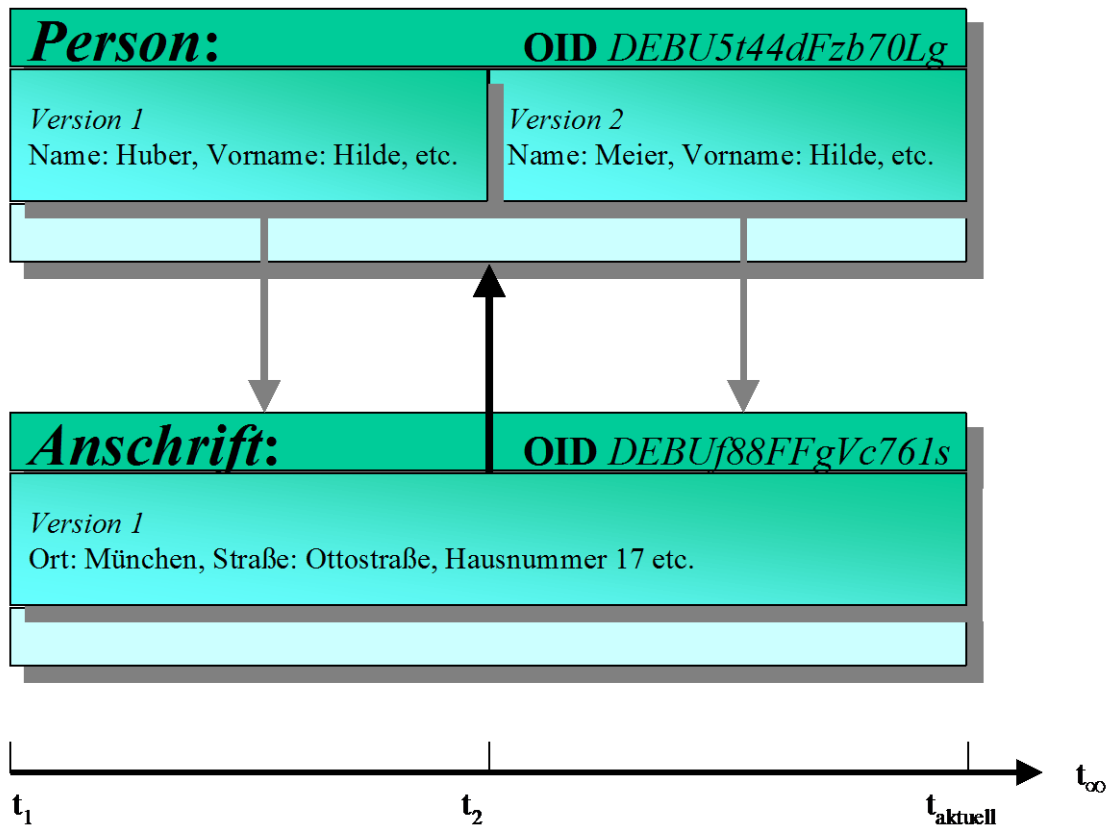 Person: OID DEBU5t44dFzb70Lg
Version 1
Name: Huber, Vorname: Hilde, etc.
Version 2
Name: Meier, Vorname: Hilde, etc.
Anschrift: OID DEBUf88FFgVc761s
Version 1
Ort: München, Straße: Ottostraße, Hausnummer 17 etc.
t∞
t1 t2 taktuell